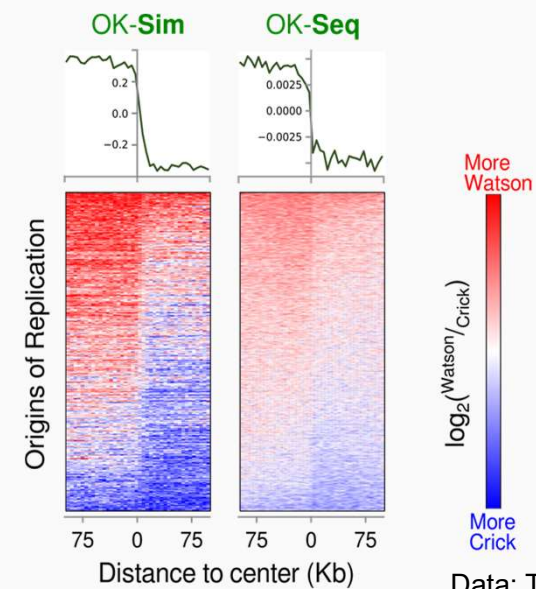 OK-Sim
OK-Seq
0.2
0.0
−0.2
0.0025
0.0000
−0.0025
More
Watson
Origins of Replication
log2(Watson/Crick)
More
Crick
75 0 75
75 0 75
Distance to center (Kb)
Data: T